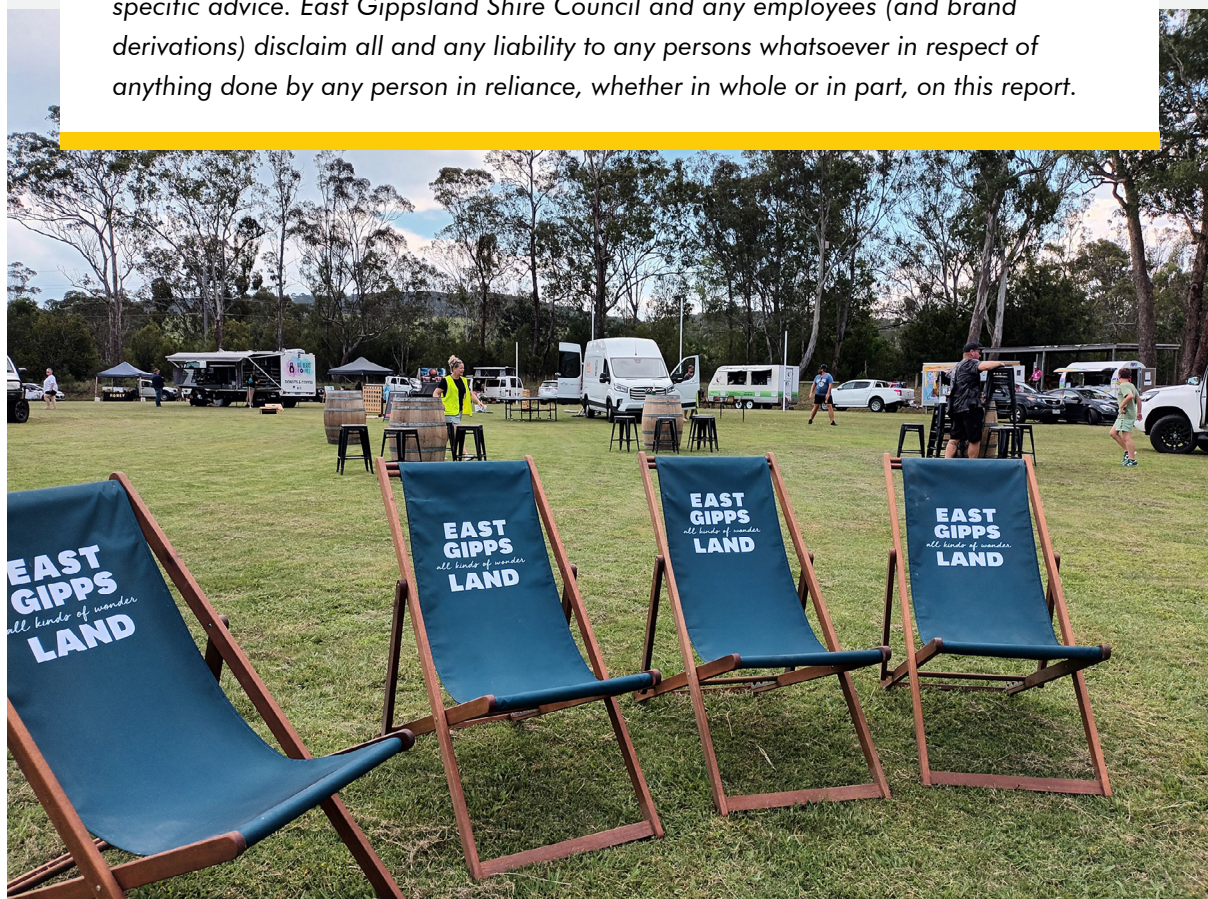 specific advice. East Gippsland Shire Council and any employees (and brand
derivations) disclaim all and any liability to any persons whatsoever in respect of
anything done by any person in reliance, whether in whole or in part, on this report.
EAST
GIPPS
all kinds of wonder
LAND
EAST
GIPPS
all kinds of wonder
LAND
EAST
GIPPS
all kinds of wonder
LAND
EAST
GIPPS
all kinds of wonder
LAND